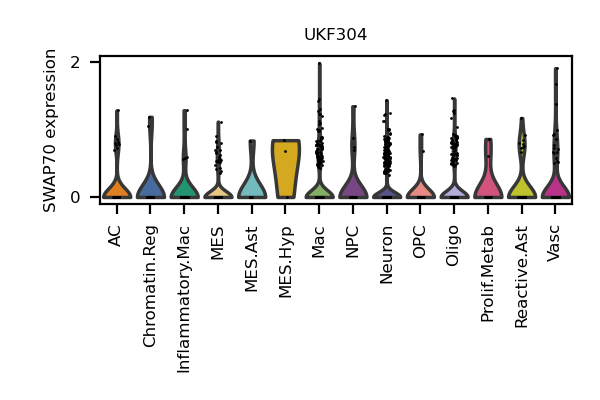 UKF304
SWAP70 expression
2
0
AC
Chromatin.Reg
Inflammatory.Mac
MES
MES.Ast
MES.Hyp
Mac
NPC
Neuron
OPC
Oligo
Prolif.Metab
Reactive.Ast
Vasc